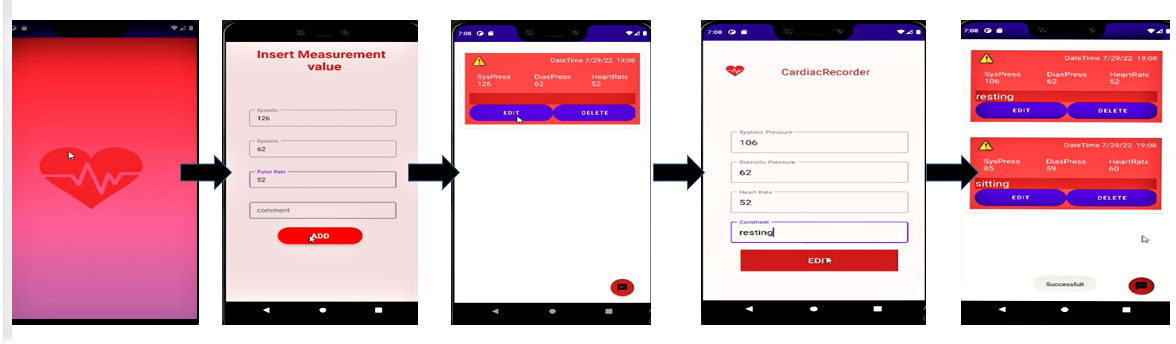 Insert Measurement
value
Systolic
126
Systolic
62
Pulse Rate
52
comment
ADD
7:08
DateTime 7/29/22 19:08
SysPress DiasPress HeartRate
126 62 52
EDIT DELETE
7:08
CardiacRecorder
Systolic Pressure
106
Diastolic Pressure
62
Heart Rate
52
Comment
resting
EDIT
7:08
DateTime 7/29/22 19:08
SysPress DiasPress HeartRate
106 62 52
resting
EDIT DELETE
DateTime 7/29/22 19:08
SysPress DiasPress HeartRate
85 59 60
sitting
EDIT DELETE
Successfull